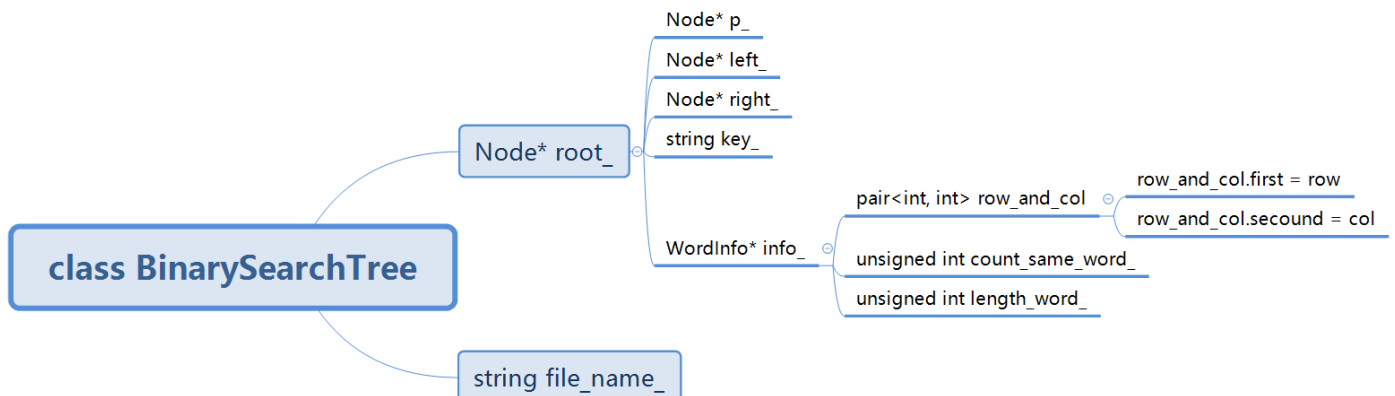 class BinarySearchTree
Node* root_
Node* p_
Node* left_
Node* right_
string key_
WordInfo* info_
pair<int, int> row_and_col
row_and_col.first = row
row_and_col.secound = col
unsigned int count_same_word_
unsigned int length_word_
string file_name_